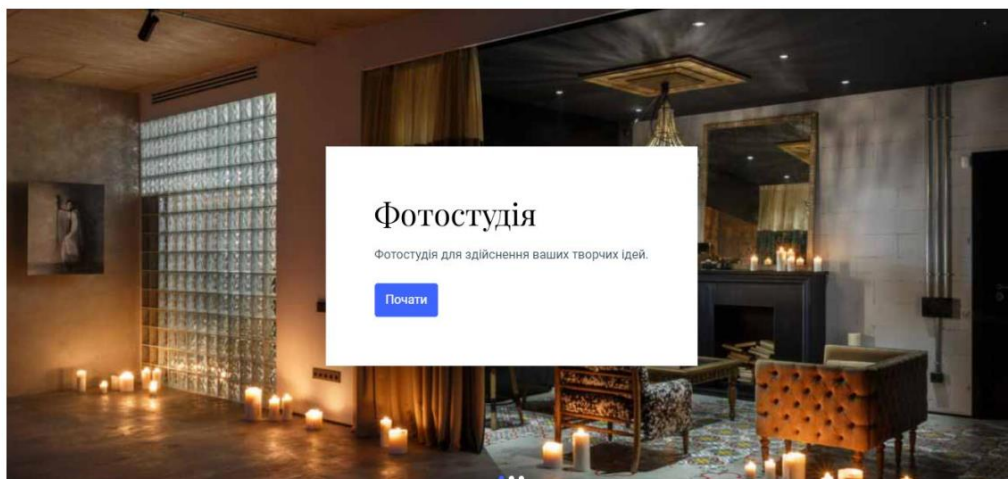 Фотостудія
Фотостудія для здійснення ваших творчих ідей.
Почати